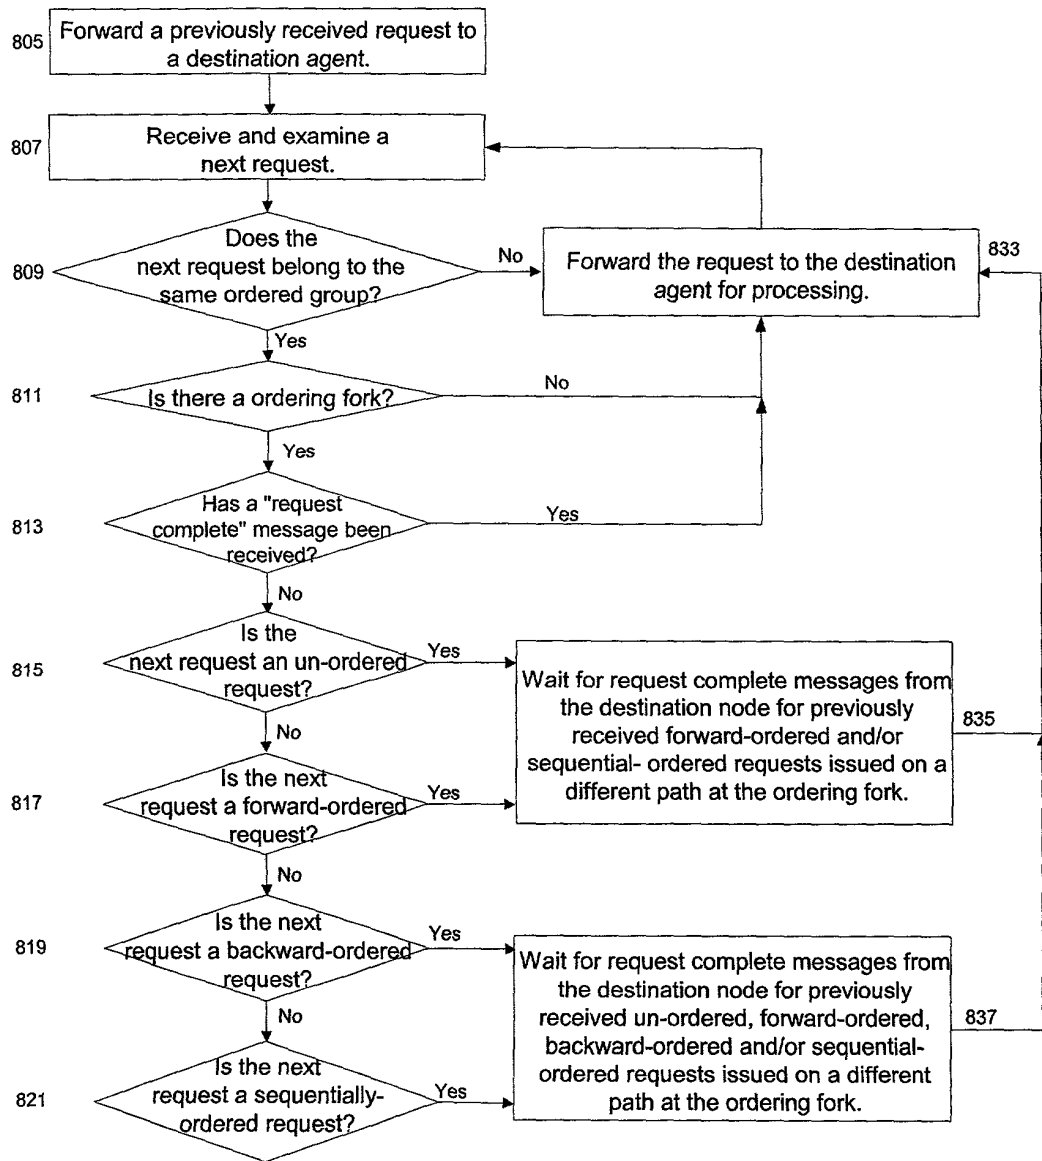 805
Forward a previously received request to
a destination agent.
807
Receive and examine a
next request.
809
Does the
next request belong to the
same ordered group?
No
833
Forward the request to the destination
agent for processing.
Yes
811
Is there a ordering fork?
No
Yes
813
Has a "request
complete" message been
received?
Yes
No
815
Is the
next request an un-ordered
request?
Yes
Wait for request complete messages from
the destination node for previously
received forward-ordered and/or
sequential- ordered requests issued on a
different path at the ordering fork.
835
No
817
Is the next
request a forward-ordered
request?
Yes
No
819
Is the next
request a backward-ordered
request?
Yes
Wait for request complete messages from
the destination node for previously
received un-ordered, forward-ordered,
backward-ordered and/or sequential-
ordered requests issued on a different
path at the ordering fork.
837
No
821
Is the next
request a sequentially-
ordered request?
Yes